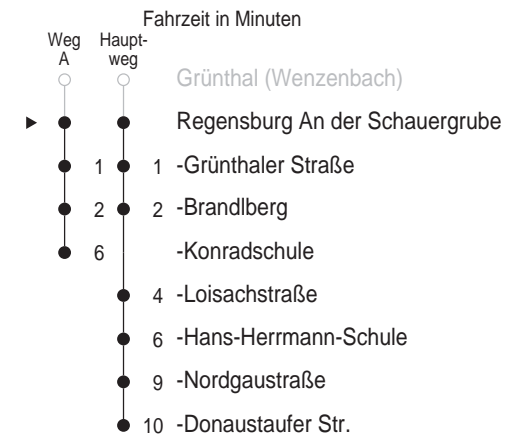 Fahrzeit in Minuten
Weg Haupt-
A weg
Grünthal (Wenzenbach)
Regensburg An der Schauergrube
1 1 -Grünthaler Straße
2 2 -Brandlberg
6 -Konradschule
4 -Loisachstraße
6 -Hans-Herrmann-Schule
9 -Nordgaustraße
10 -Donaustaufer Str.